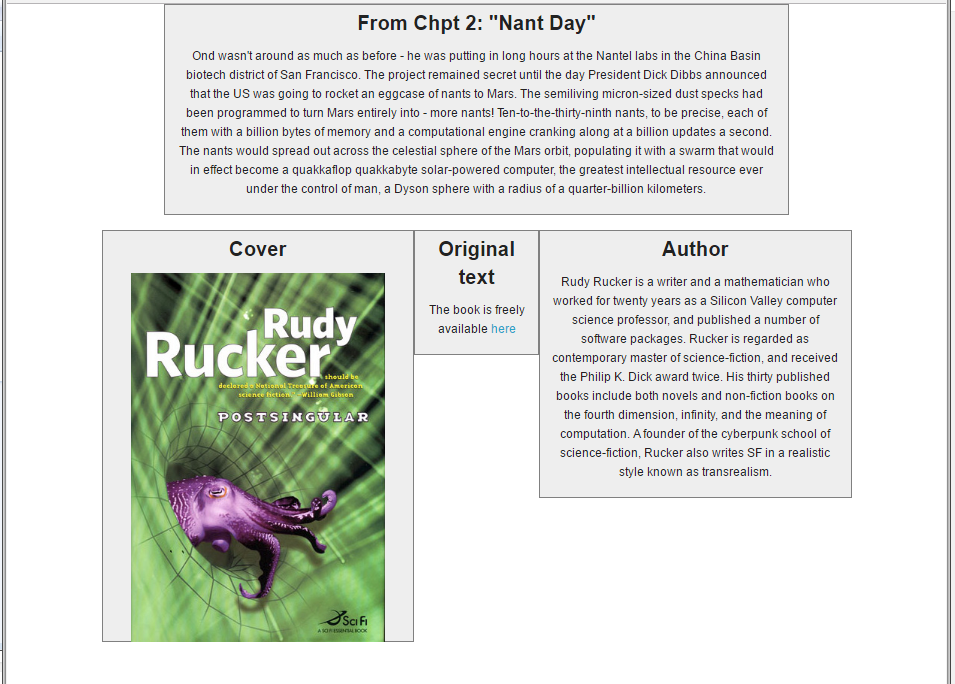 From Chpt 2: "Nant Day"
Ond wasn't around as much as before - he was putting in long hours at the Nantel labs in the China Basin
biotech district of San Francisco. The project remained secret until the day President Dick Dibbs announced
that the US was going to rocket an eggcase of nants to Mars. The semiliving micron-sized dust specks had
been programmed to turn Mars entirely into - more nants! Ten-to-the-thirty-ninth nants, to be precise, each of
them with a billion bytes of memory and a computational engine cranking along at a billion updates a second.
The nants would spread out across the celestial sphere of the Mars orbit, populating it with a swarm that would
in effect become a quakkaflop quakkabyte solar-powered computer, the greatest intellectual resource ever
under the control of man, a Dyson sphere with a radius of a quarter-billion kilometers.
Cover
Rudy
Rucker
should be
declared a National Treasure of American
science fiction." -William Gibson
POSTSINGULAR
SCI FI
A SCI FI ESSENTIAL BOOK
Original
text
The book is freely
available here
Author
Rudy Rucker is a writer and a mathematician who
worked for twenty years as a Silicon Valley computer
science professor, and published a number of
software packages. Rucker is regarded as
contemporary master of science-fiction, and received
the Philip K. Dick award twice. His thirty published
books include both novels and non-fiction books on
the fourth dimension, infinity, and the meaning of
computation. A founder of the cyberpunk school of
science-fiction, Rucker also writes SF in a realistic
style known as transrealism.